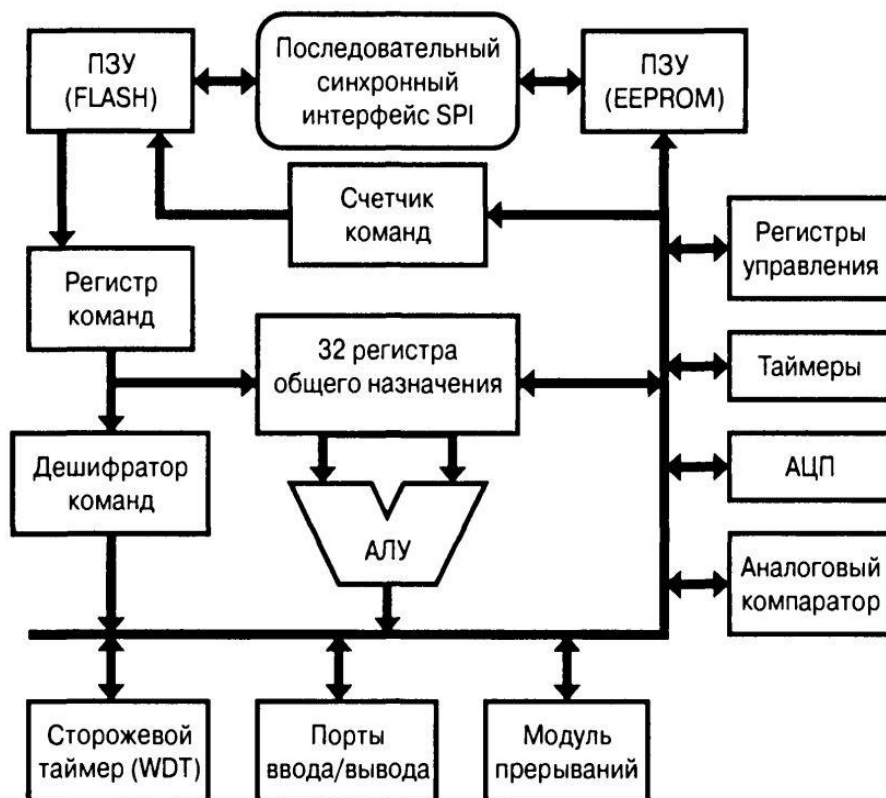 ПЗУ
(FLASH)
Последовательный
синхронный
интерфейс SPI
ПЗУ
(EEPROM)
Счетчик
команд
Регистры
управления
Регистр
команд
32 регистра
общего назначения
Таймеры
Дешифратор
команд
АЦП
АЛУ
Аналоговый
компаратор
Сторожевой
таймер (WDT)
Порты
ввода/вывода
Модуль
прерываний